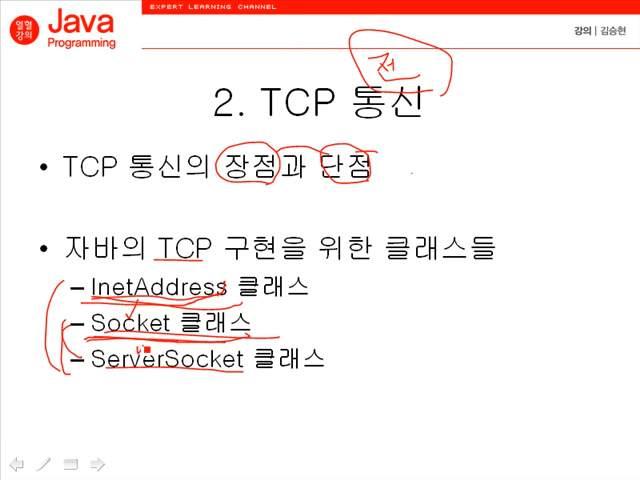 EXPERT LEARNING CHANNEL
열혈강의
Java
Programming
강의 | 김승현
전
2. TCP 통신
• TCP 통신의 장점과 단점
• 자바의 TCP 구현을 위한 클래스들
– InetAddress 클래스
– Socket 클래스
– ServerSocket 클래스